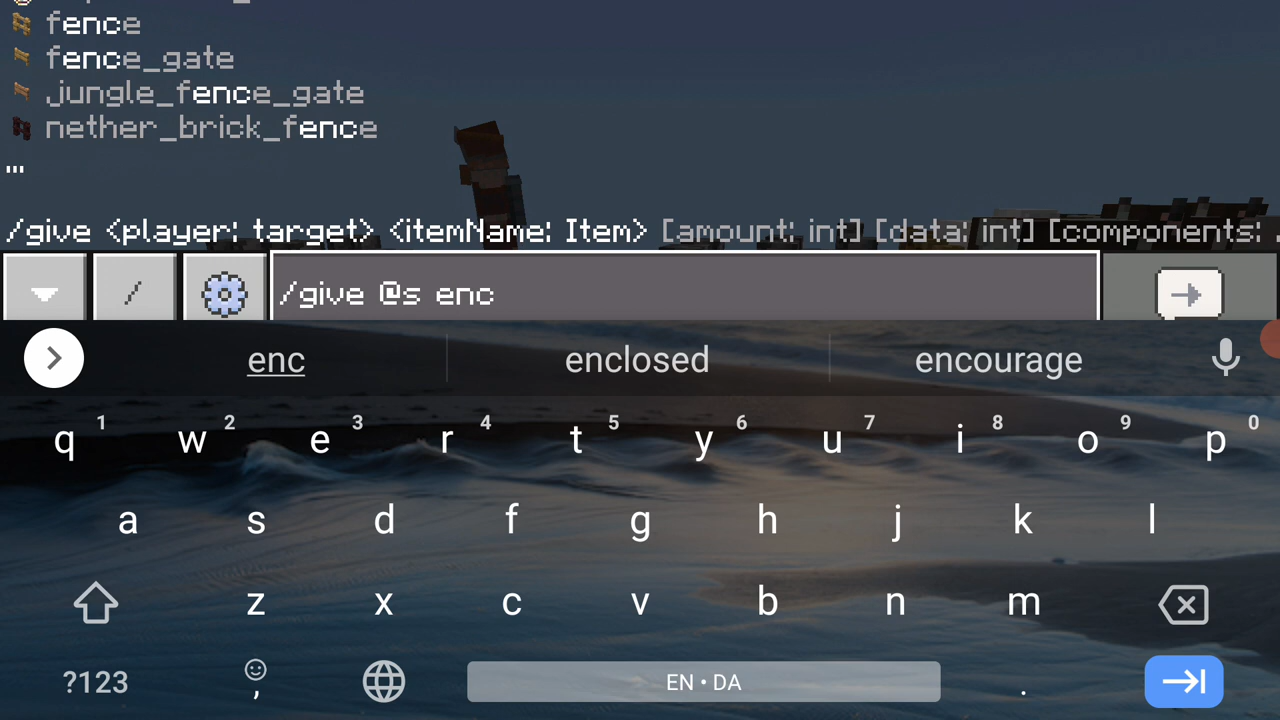 fence
fence_gate
jungle_fence_gate
nether_brick_fence
...
/give <player: target> <itemName: Item> [amount: int] [data: int] [components:
/ /give @s enc
enc enclosed encourage
q 1 w 2 e 3 r 4 t 5 y 6 u 7 i 8 o 9 p 0
a s d f g h j k l
z x c v b n m
?123 , EN • DA .